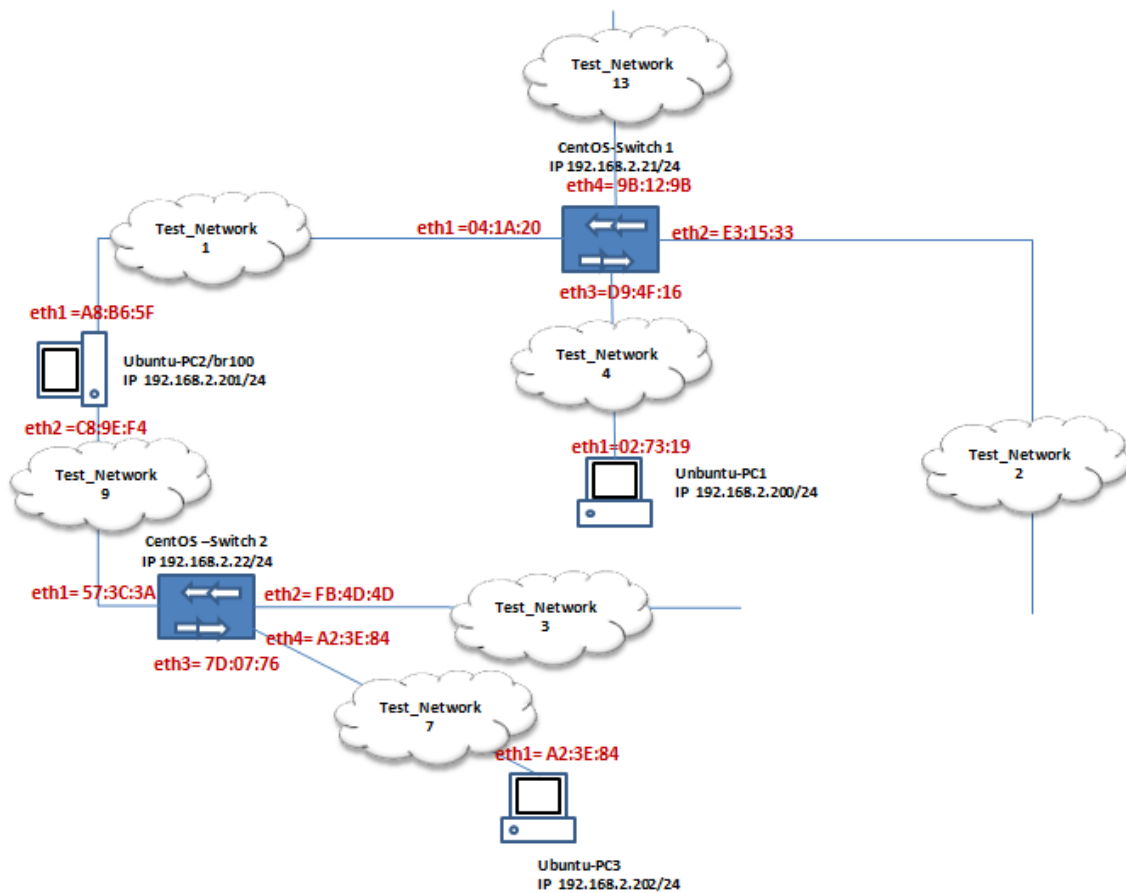 Test_Network
13
CentOS-Switch 1
IP 192.168.2.21/24
eth4= 9B:12:9B
Test_Network
1
eth1 =04:1A:20
eth2= E3:15:33
eth3=D9:4F:16
eth1 =A8:B6:5F
Ubuntu-PC2/br100
IP 192.168.2.201/24
Test_Network
4
eth2 =C8:9E:F4
eth1=02:73:19
Test_Network
9
Unbuntu-PC1
IP 192.168.2.200/24
Test_Network
2
CentOS –Switch 2
IP 192.168.2.22/24
eth1= 57:3C:3A
eth2= FB:4D:4D
Test_Network
3
eth4= A2:3E:84
eth3= 7D:07:76
Test_Network
7
eth1= A2:3E:84
Ubuntu-PC3
IP 192.168.2.202/24